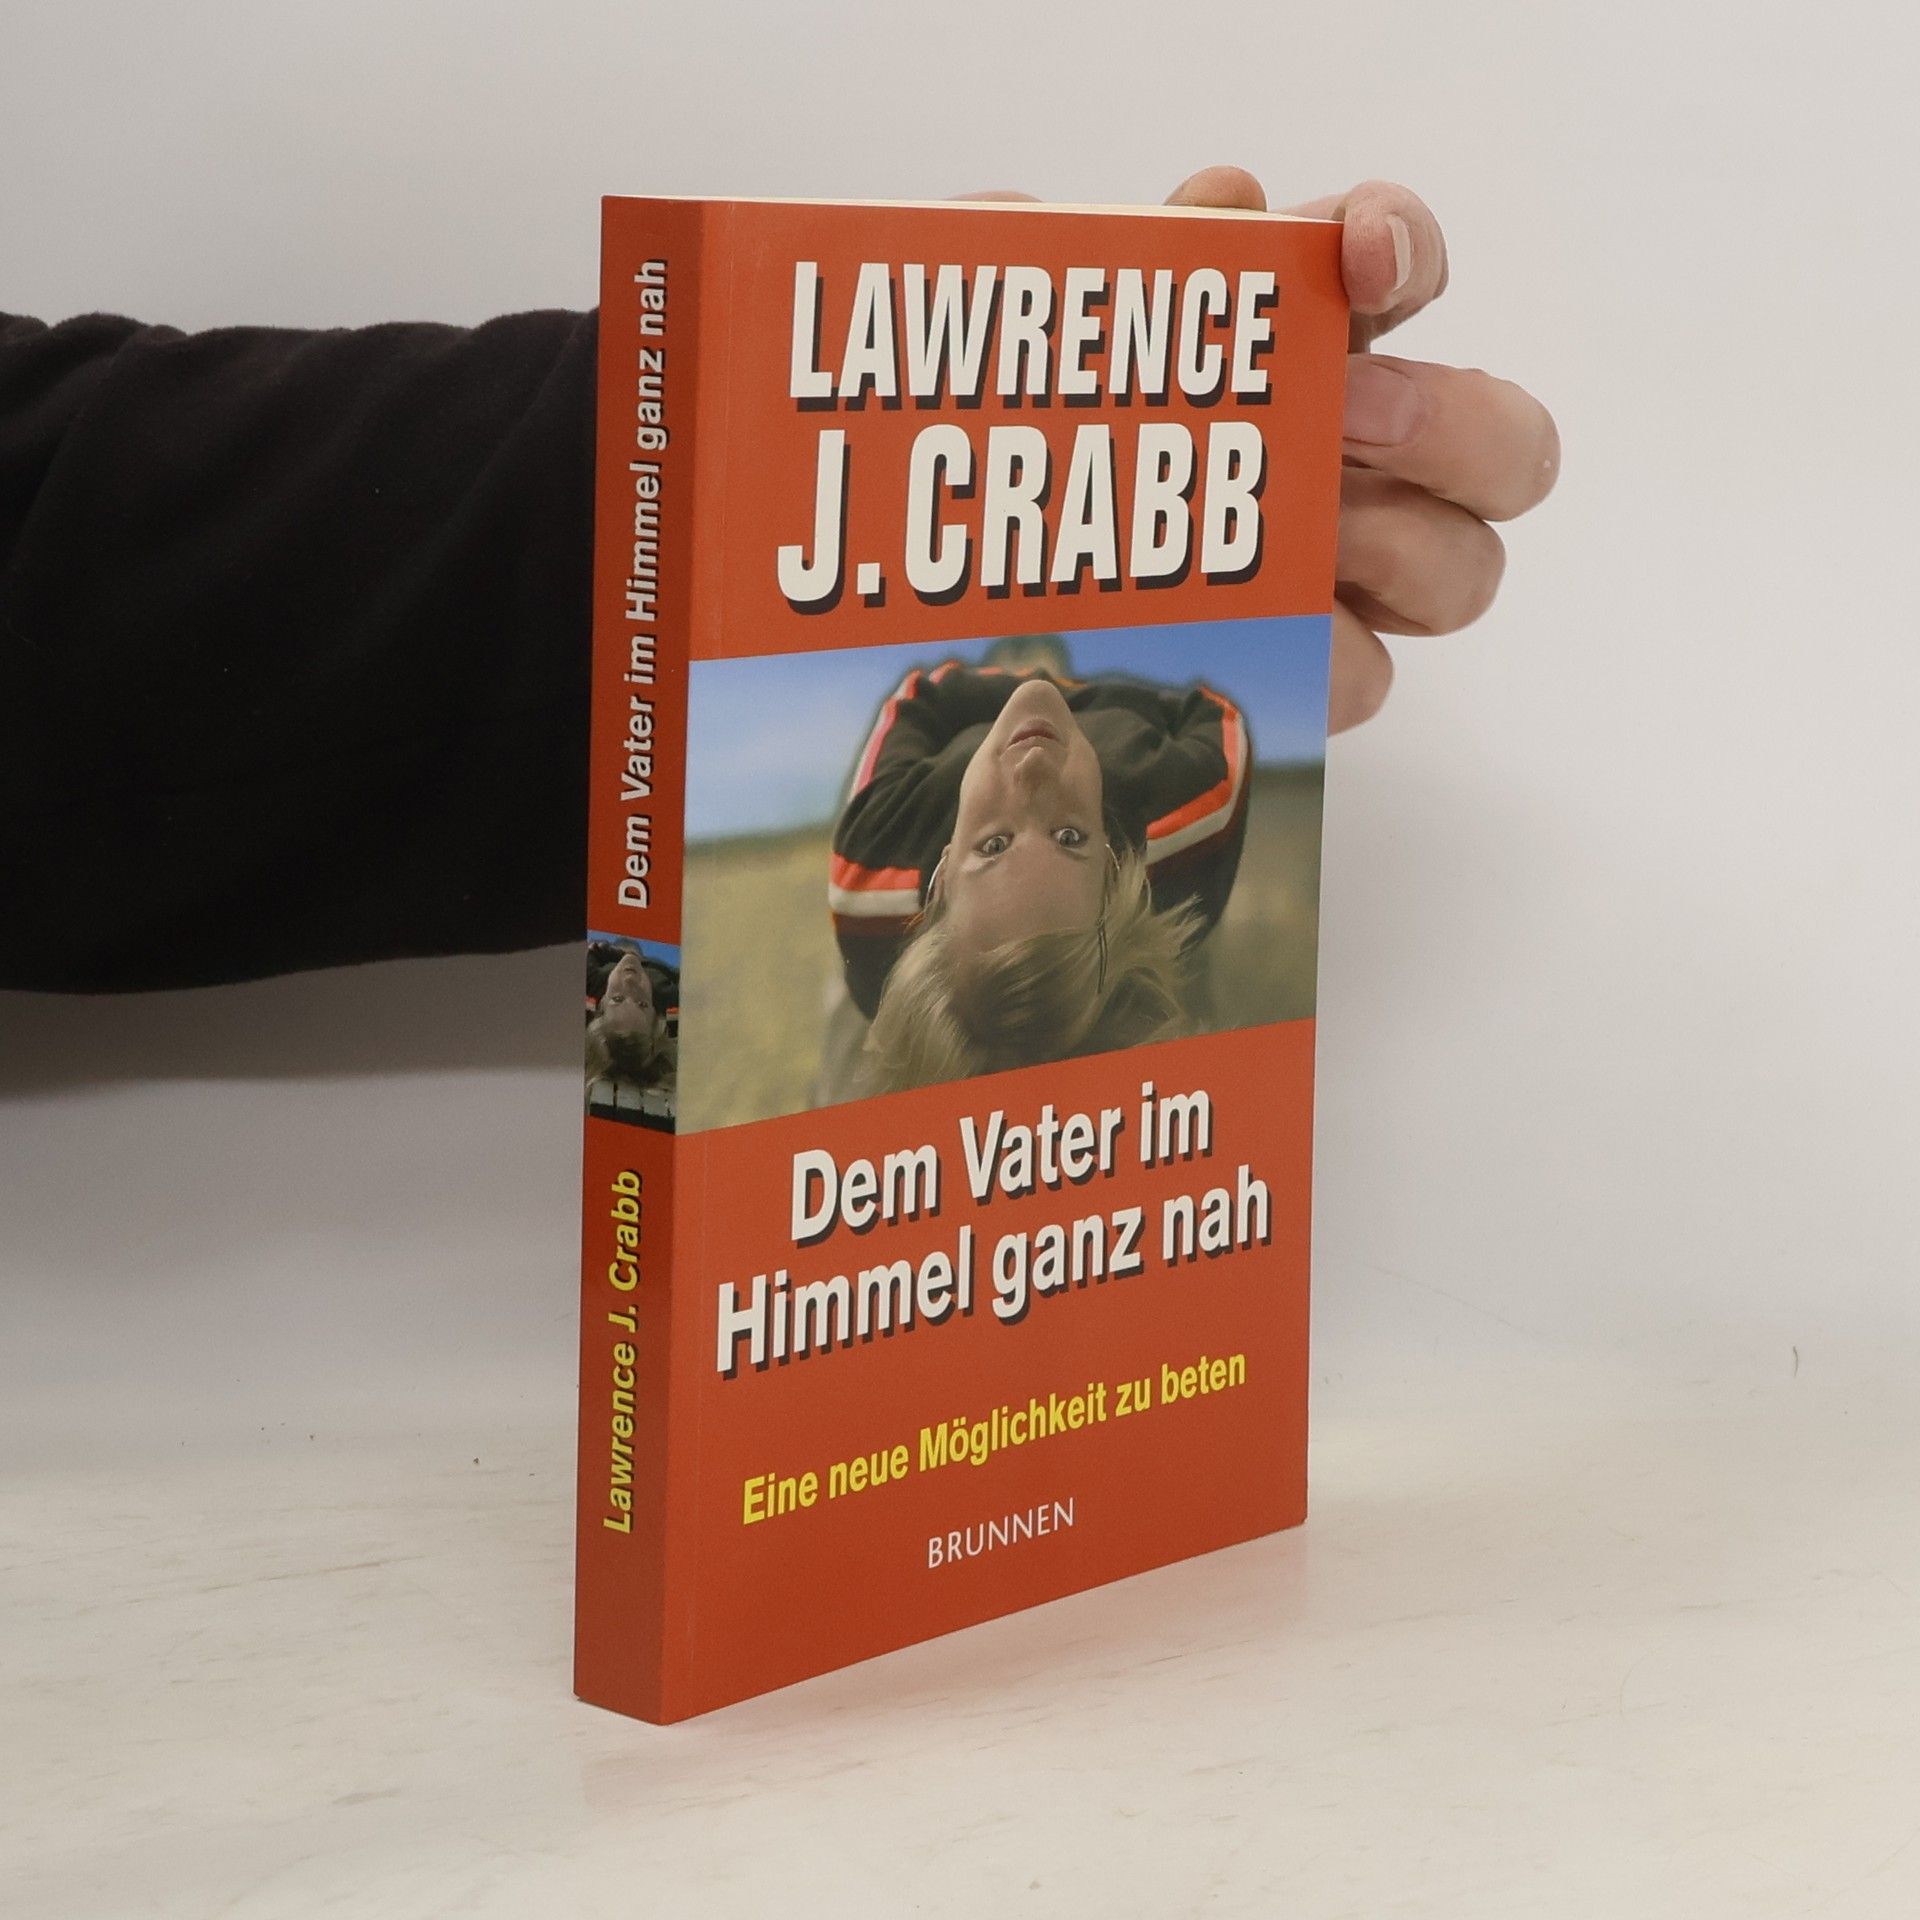 LAWRENCE
J. CRABB
Dem Vater im
Himmel ganz nah
Eine neue Möglichkeit zu beten
BRUNNEN
Dem Vater im Himmel ganz nah
Lawrence J. Crabb